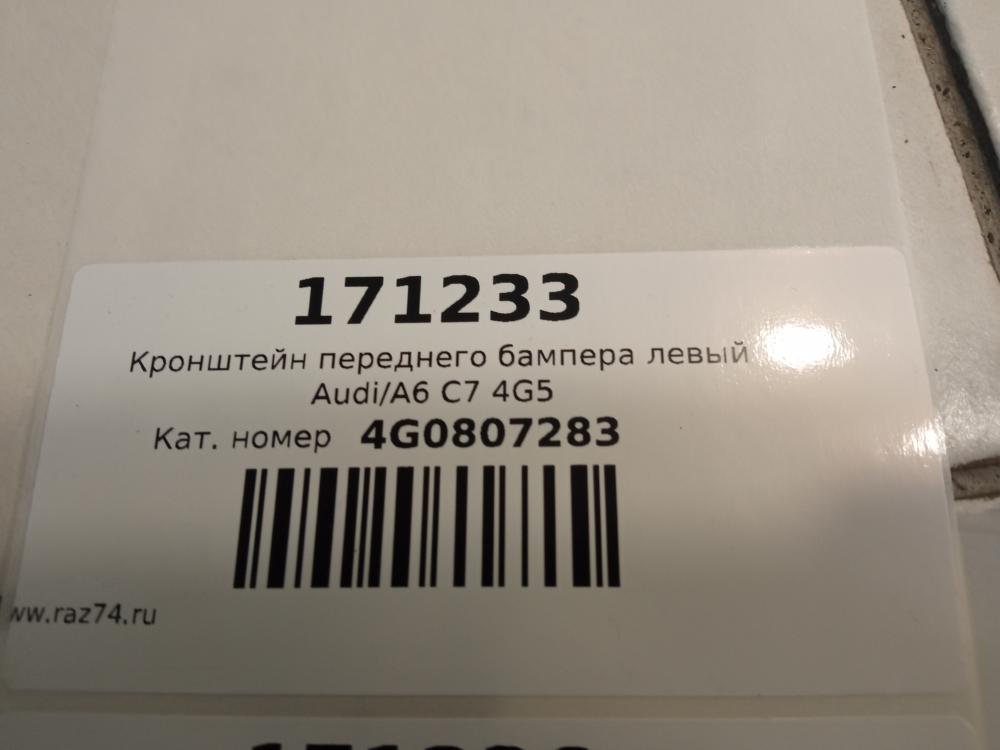 171233
Кронштейн переднего бампера левый
Audi/A6 C7 4G5
Кат. номер 4G0807283
www.raz74.ru